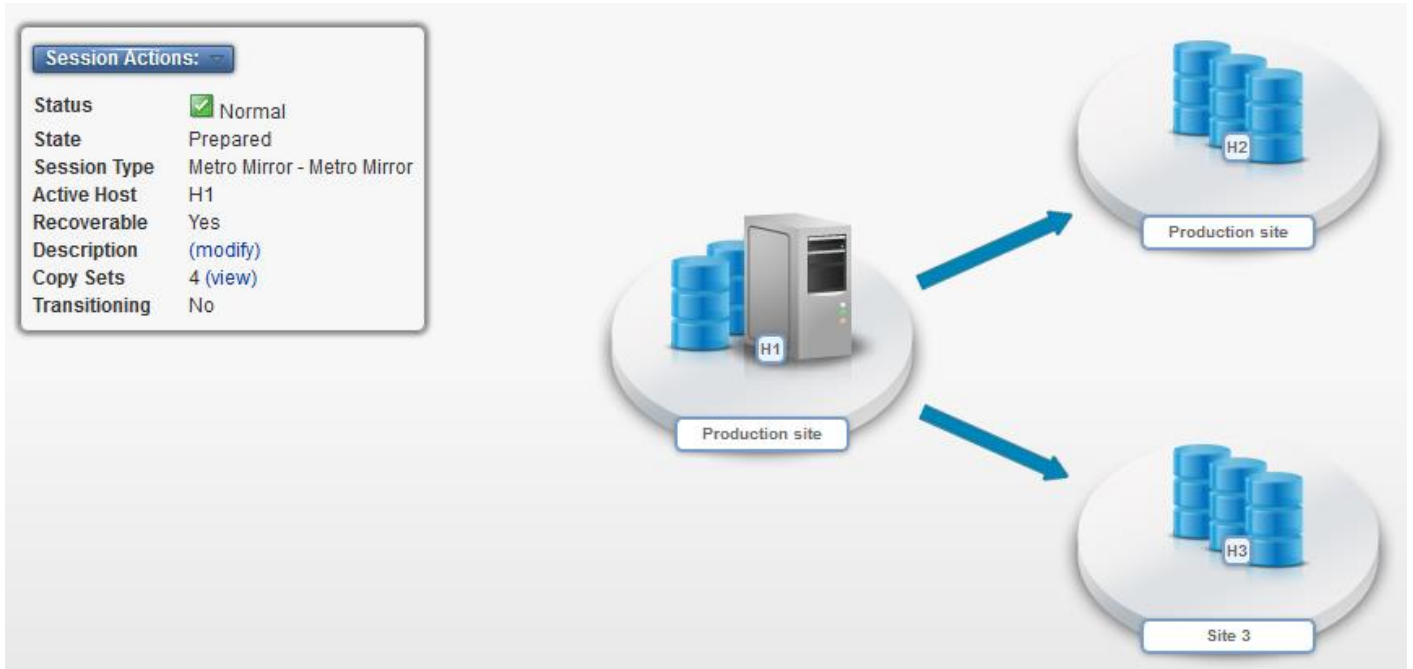 Session Actions:
Status Normal
State Prepared
Session Type Metro Mirror - Metro Mirror
Active Host H1
Recoverable Yes
Description (modify)
Copy Sets 4 (view)
Transitioning No
H2
Production site
H1
Production site
H3
Site 3